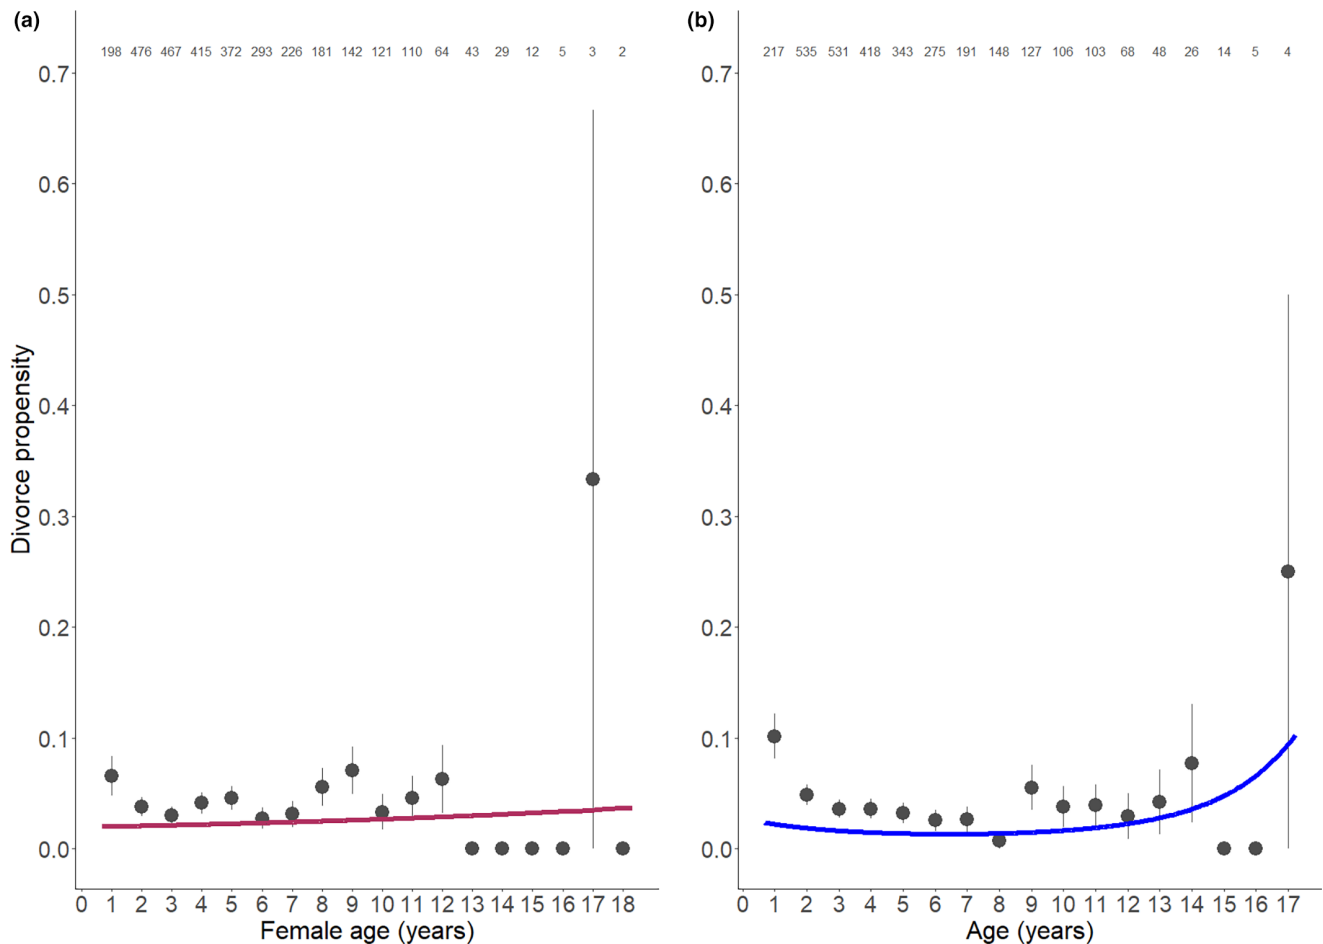 (a)
198 476 467 415 372 293 226 181 142 121 110 64 43 29 12 5 3 2
0.7
0.6
0.5
0.4
0.3
0.2
0.1
0.0
Divorce propensity
0 1 2 3 4 5 6 7 8 9 10 11 12 13 14 15 16 17 18
Female age (years)
(b)
217 535 531 418 343 275 191 148 127 106 103 68 48 26 14 5 4
0.7
0.6
0.5
0.4
0.3
0.2
0.1
0.0
0 1 2 3 4 5 6 7 8 9 10 11 12 13 14 15 16 17
Age (years)